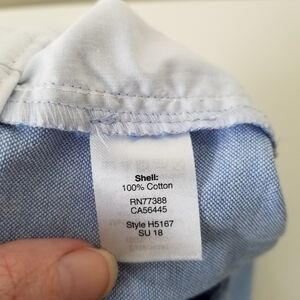 Shell:
100% Cotton
RN77388
CA56445
Style H5167
SU 18